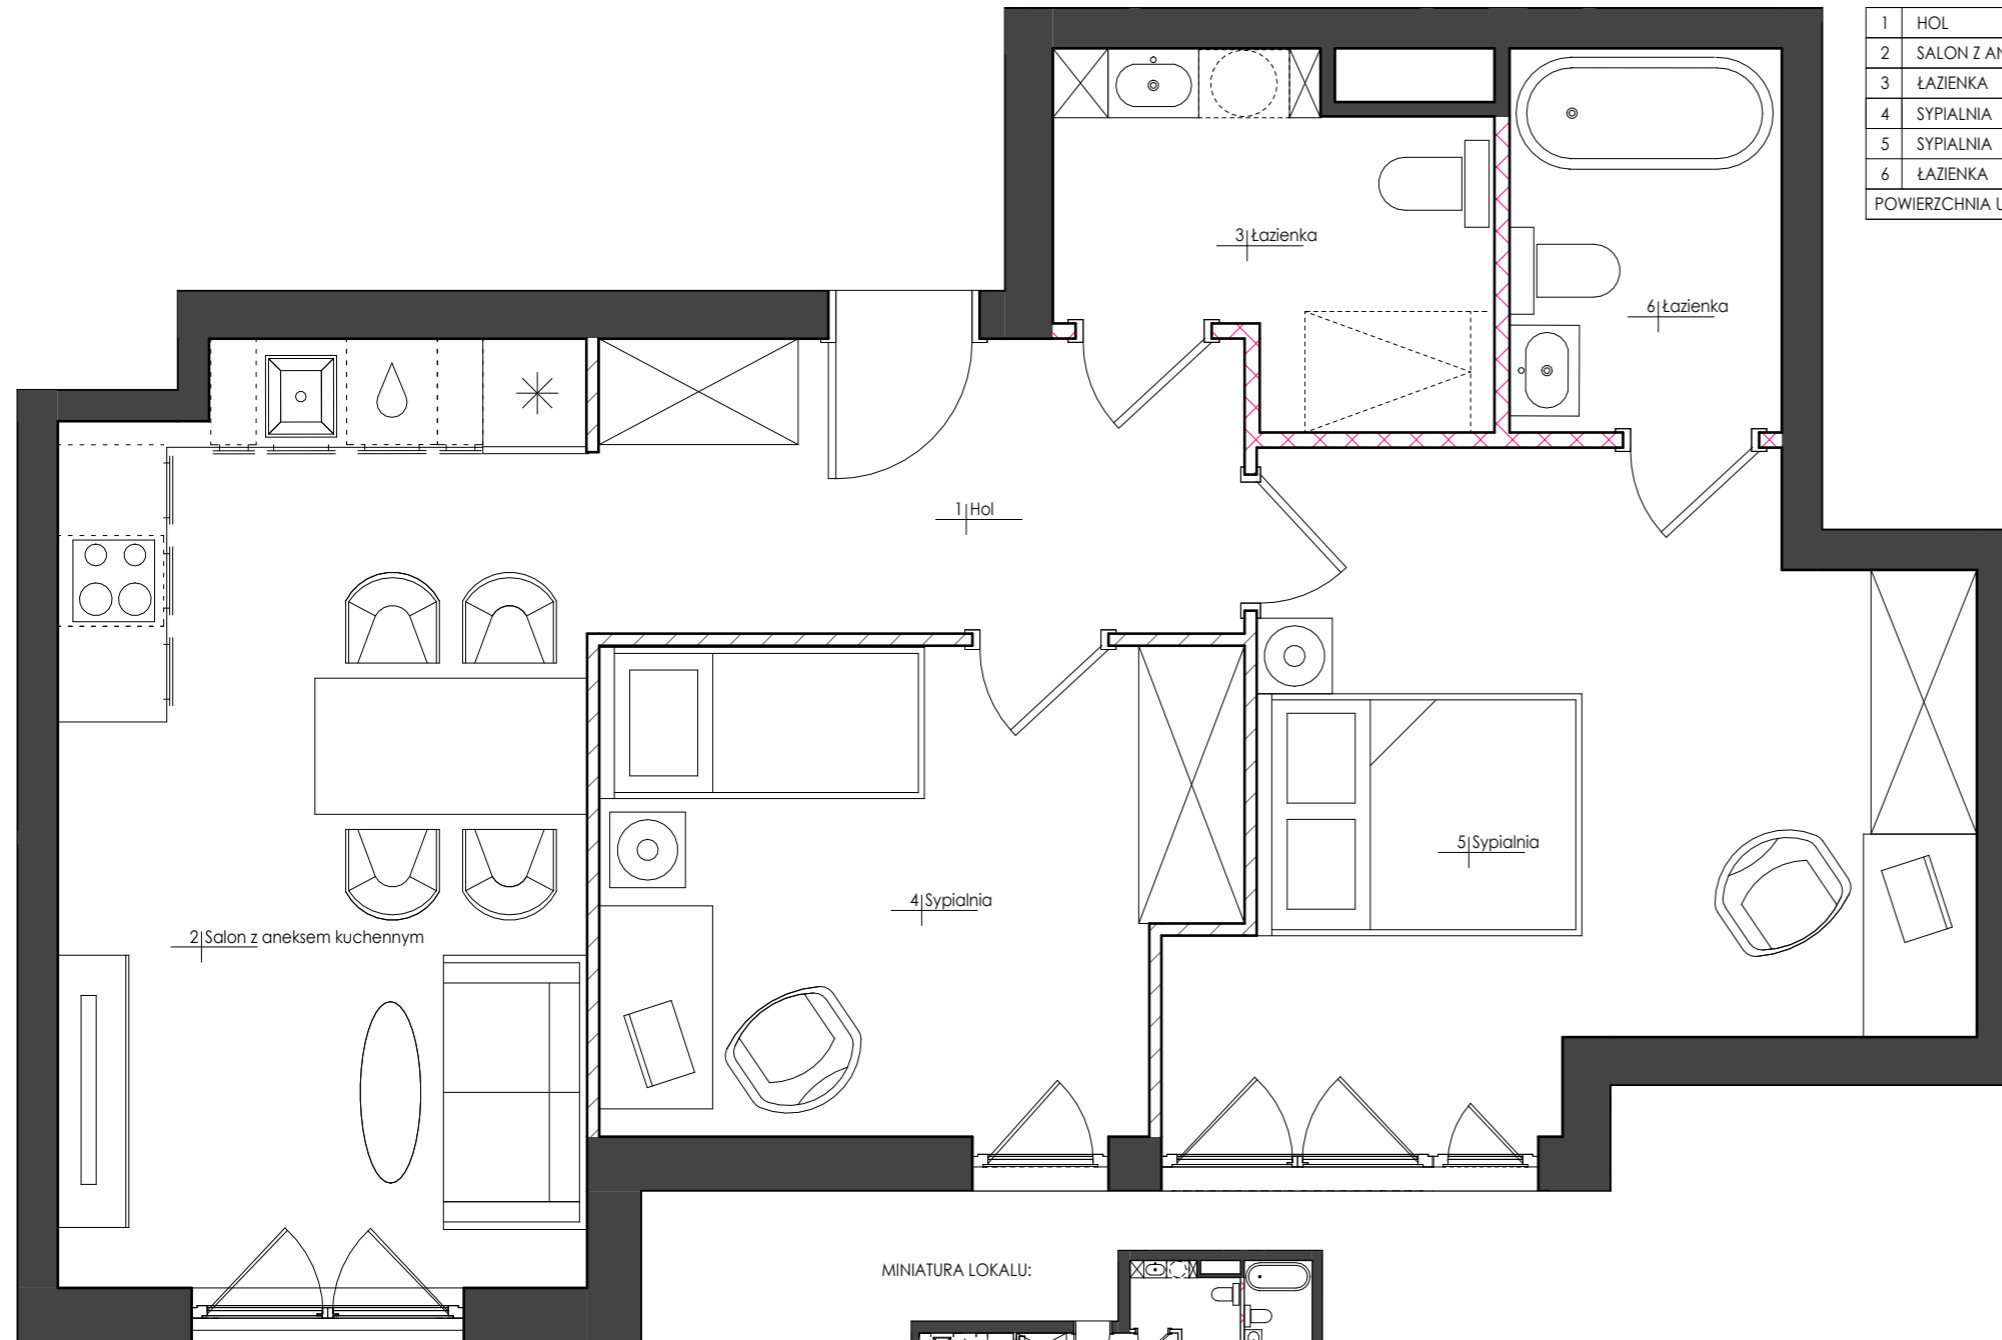 1 HOL
2 SALON Z
3 ŁAZIENKA
4 SYPIALNIA
5 SYPIALNIA
6 ŁAZIENKA
POWIERZCHNIA
3 Łazienka
6 Łazienka
1 Hol
5 Sypialnia
4 Sypialnia
2 Salon z aneksem kuchennym
MINIATURA LOKALU: